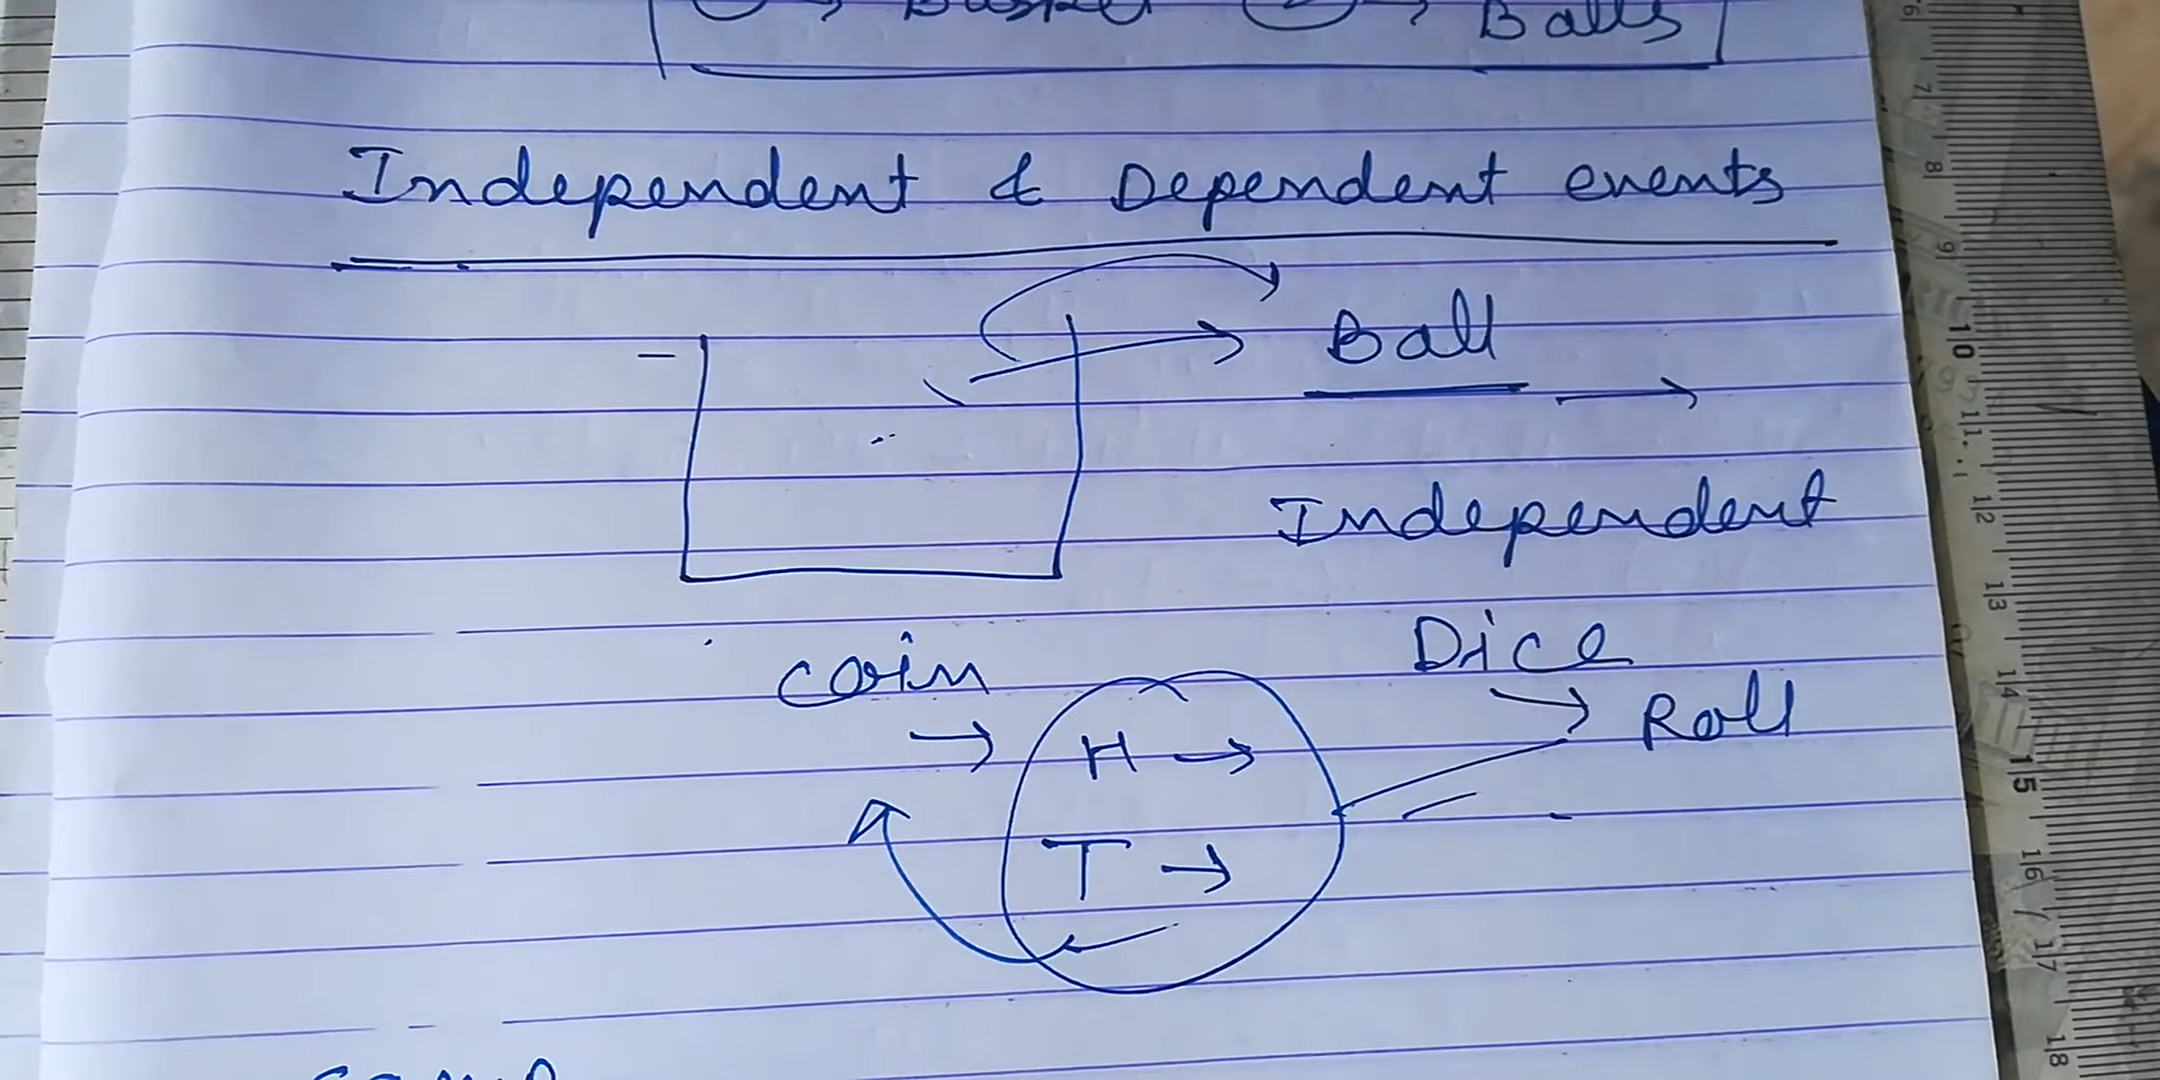 Balls
Independent & Dependent events
Ball →
Independent
coin
Dice
→ H →
→ Roll
T →